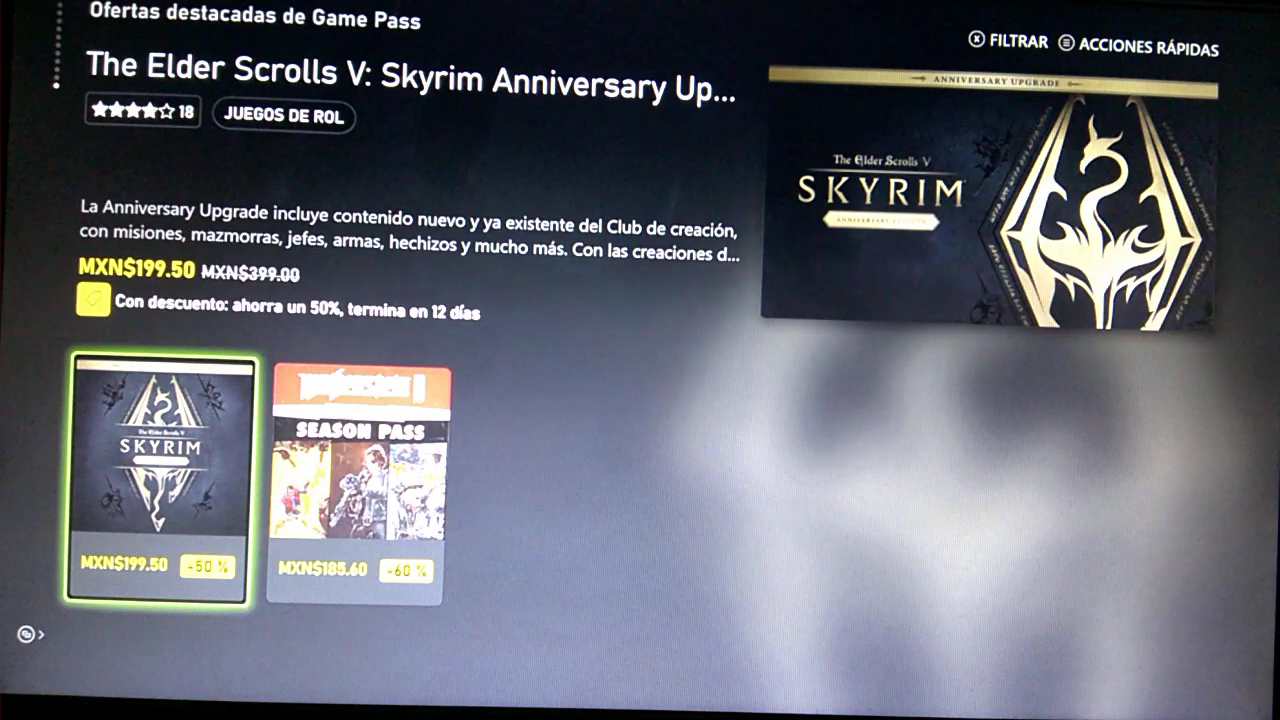 Ofertas destacadas de Game Pass
FILTRAR ACCIONES RÁPIDAS
The Elder Scrolls V: Skyrim Anniversary Up...
18 JUEGOS DE ROL
La Anniversary Upgrade incluye contenido nuevo y ya existente del Club de creación,
con misiones, mazmorras, jefes, armas, hechizos y mucho más. Con las creaciones d...
MXN$199.50 MXN$399.00
Con descuento: ahorra un 50%, termina en 12 días
ANNIVERSARY UPGRADE
The Elder Scrolls V
SKYRIM
ANNIVERSARY EDITION
The Elder Scrolls V
SKYRIM
MXN$199.50 -50 %
Wolfenstein II
SEASON PASS
MXN$185.60 -60 %